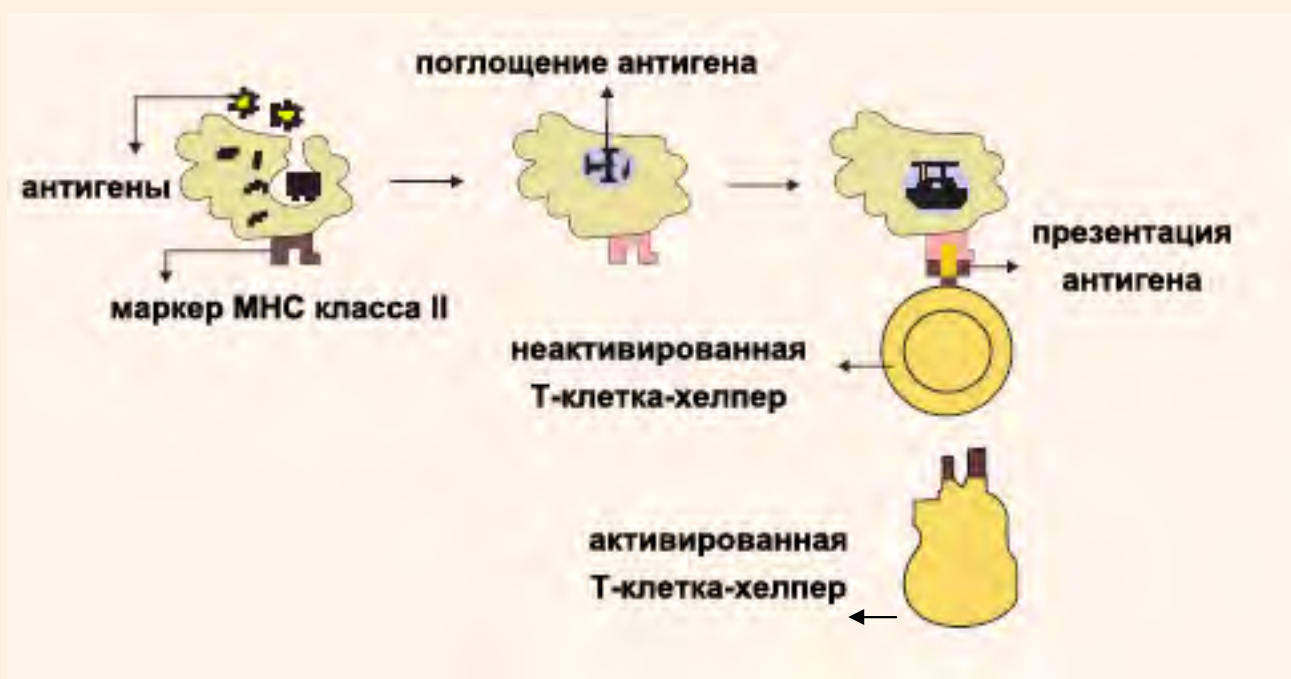 поглощение антигена
антигены
маркер МНС класса II
презентация
антигена
неактивированная
Т-клетка-хелпер
активированная
Т-клетка-хелпер